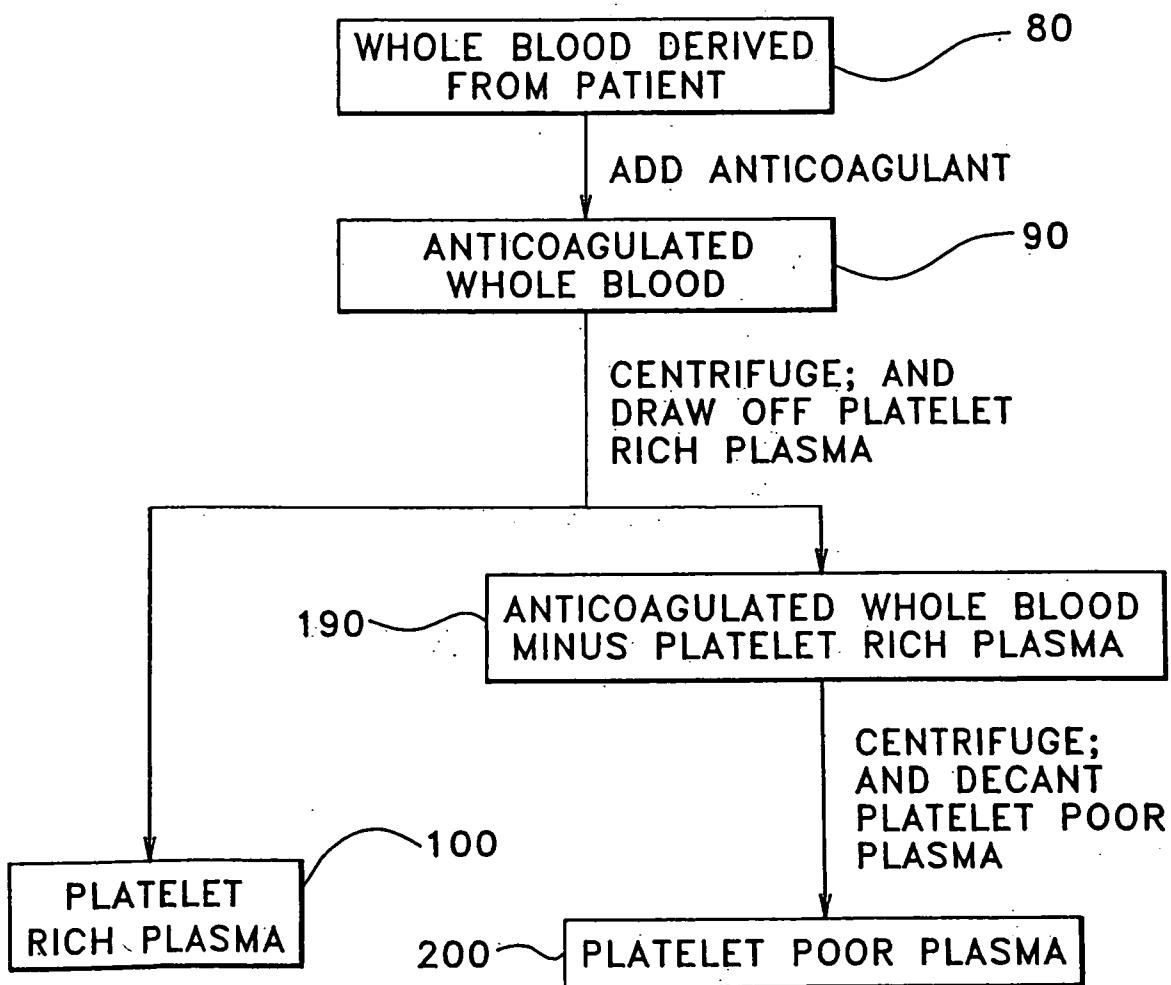 WHOLE BLOOD DERIVED
FROM PATIENT
80
ADD ANTICOAGULANT
ANTICOAGULATED
WHOLE BLOOD
90
CENTRIFUGE; AND
DRAW OFF PLATELET
RICH PLASMA
190
ANTICOAGULATED WHOLE BLOOD
MINUS PLATELET RICH PLASMA
CENTRIFUGE;
AND DECANT
PLATELET POOR
PLASMA
100
PLATELET
RICH PLASMA
200
PLATELET POOR PLASMA